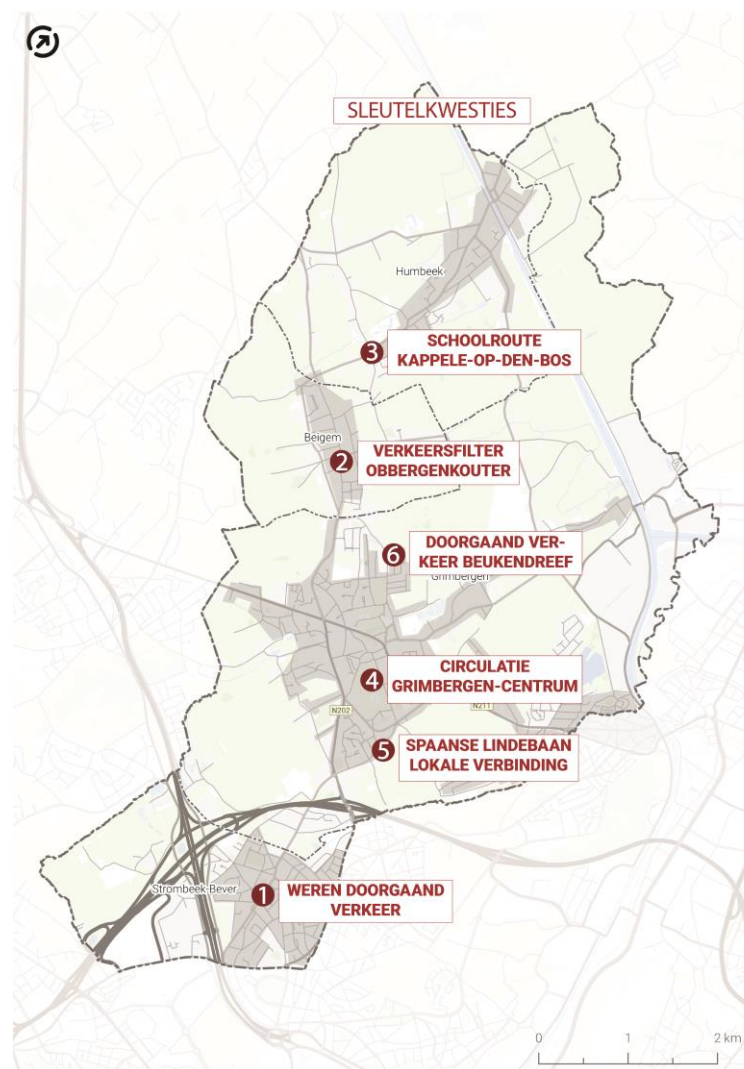 SLEUTELKWESTIES
Humbeek
3
SCHOOLROUTE
KAPPELE-OP-DEN-BOS
Beigem
2
VERKEERSFILTER
OBBERGENKOUTER
6
DOORGAAND VER-
KEER BEUKENDREEF
Grimbergen
4
CIRCULATIE
GRIMBERGEN-CENTRUM
N202
N211
5
SPAANSE LINDEBAAN
LOKALE VERBINDING
Strombeek-Bever
1
WEREN DOORGAAND
VERKEER
0 1 2 km